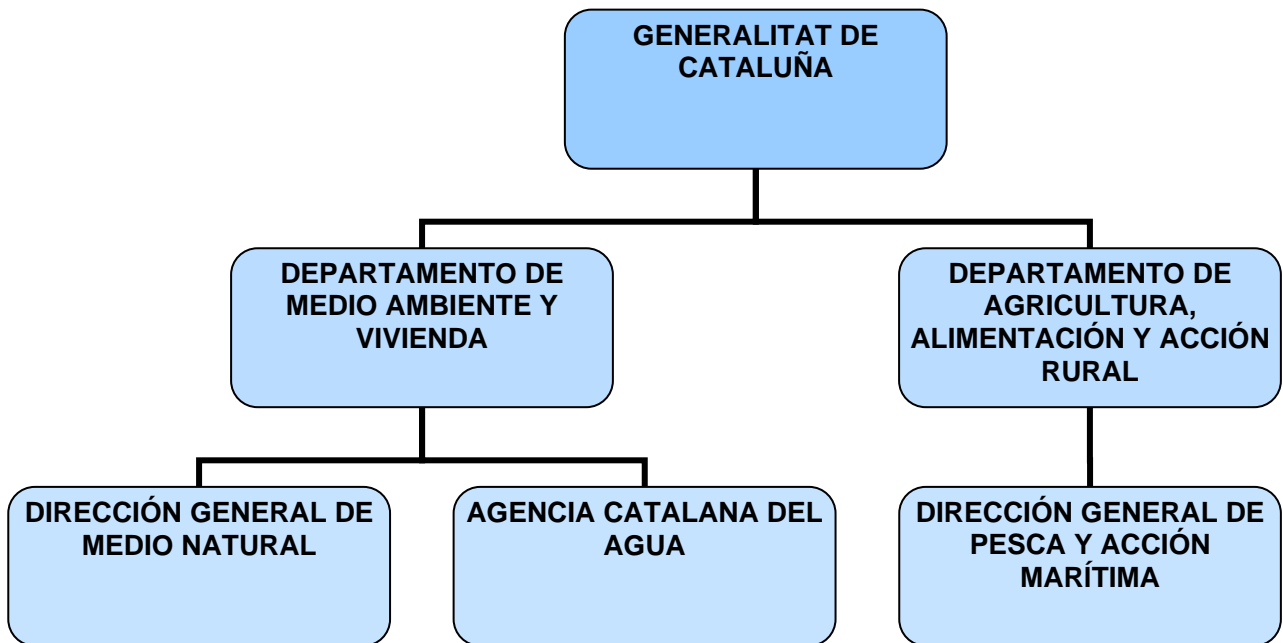 GENERALITAT DE
CATALUÑA
DEPARTAMENTO DE
MEDIO AMBIENTE Y
VIVIENDA
DEPARTAMENTO DE
AGRICULTURA,
ALIMENTACIÓN Y ACCIÓN
RURAL
DIRECCIÓN GENERAL DE
MEDIO NATURAL
AGENCIA CATALANA DEL
AGUA
DIRECCIÓN GENERAL DE
PESCA Y ACCIÓN
MARÍTIMA